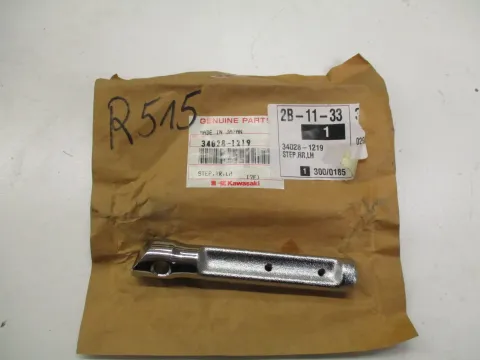 R515
GENUINE PARTS
MADE IN JAPAN
34028-1219
STEP,RR,LH
Kawasaki
2B-11-33
1
34028-1219
STEP,RR,LH
1 300/0185
3